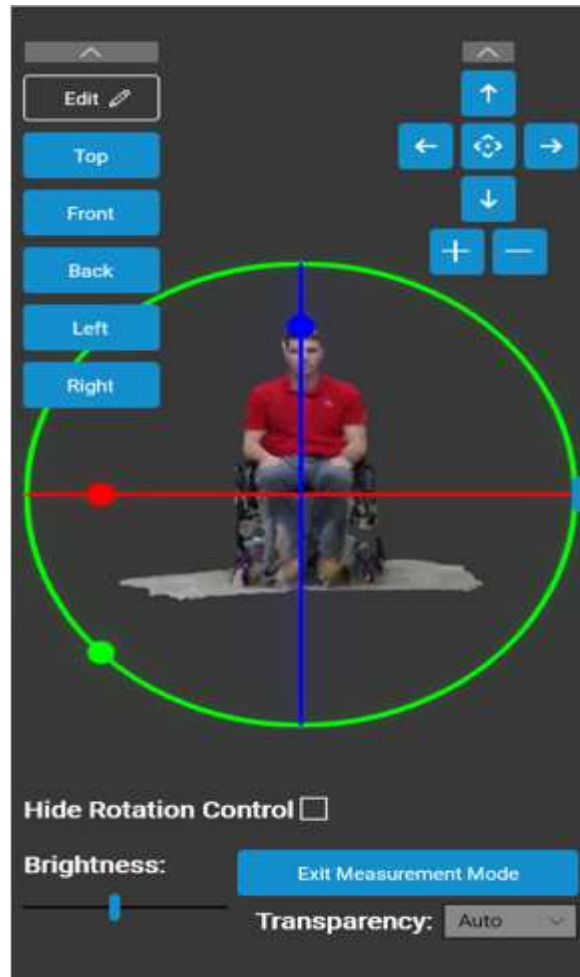 Edit
Top
Front
Back
Left
Right
Hide Rotation Control
Brightness:
Exit Measurement Mode
Transparency: Auto